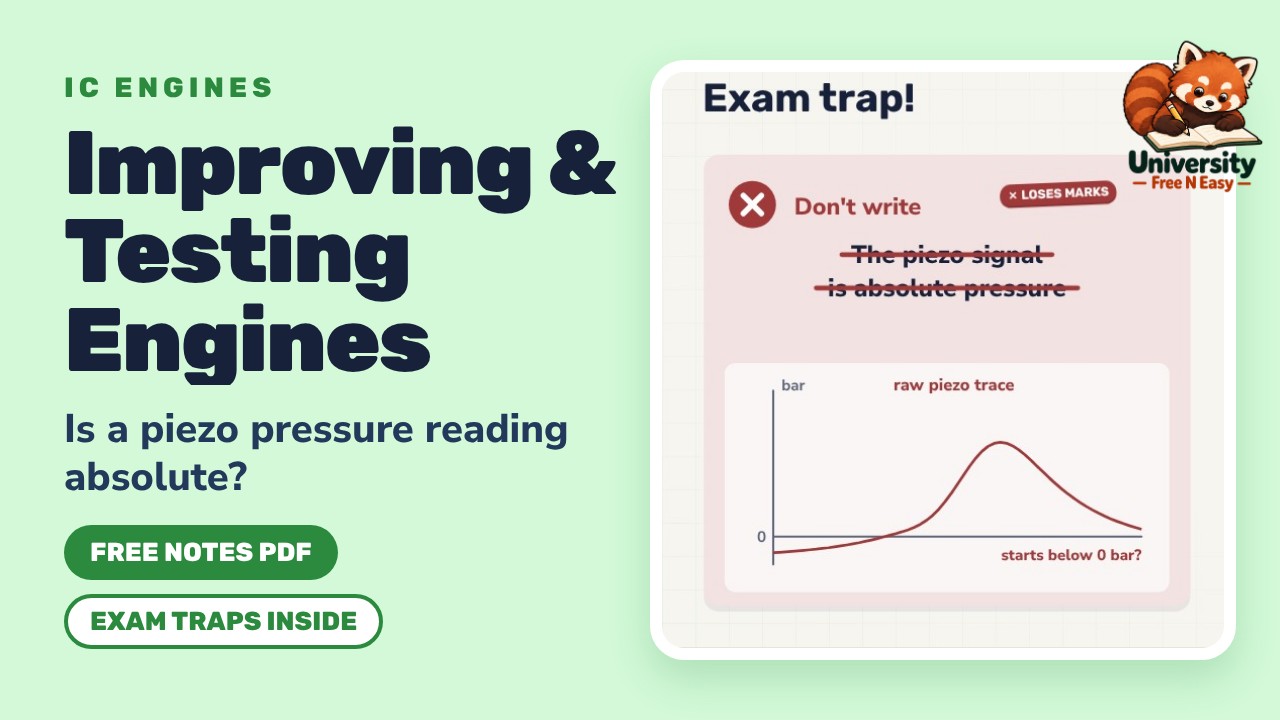 IC ENGINES
Improving &
Testing
Engines
Is a piezo pressure reading
absolute?
FREE NOTES PDF
EXAM TRAPS INSIDE
Exam trap!
Don't write
× LOSES MARKS
The piezo signal
is absolute pressure
bar
raw piezo trace
0
starts below 0 bar?
University
Free N Easy